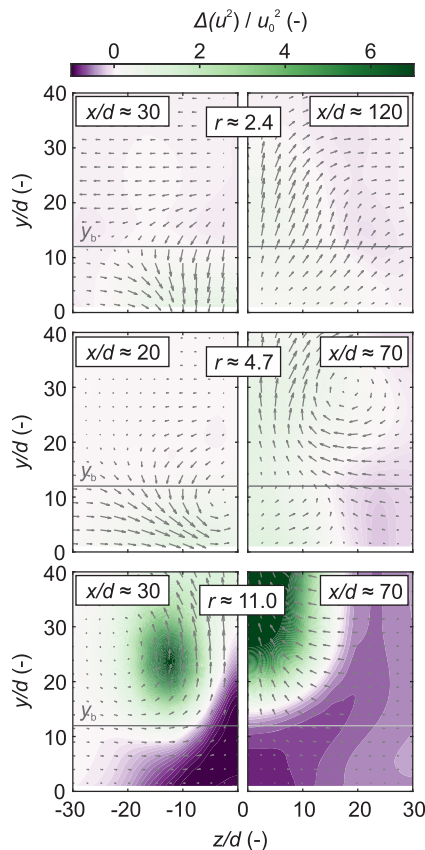 Δ(u²) / u₀² (-)
0 2 4 6
40 x/d ≈ 30 r ≈ 2.4 x/d ≈ 120
30
y/d (-)
20
y_b
10
0
40 x/d ≈ 20 r ≈ 4.7 x/d ≈ 70
30
y/d (-)
20
y_b
10
0
40 x/d ≈ 30 r ≈ 11.0 x/d ≈ 70
30
y/d (-)
20
y_b
10
0
-30 -20 -10 0 10 20 30
z/d (-)